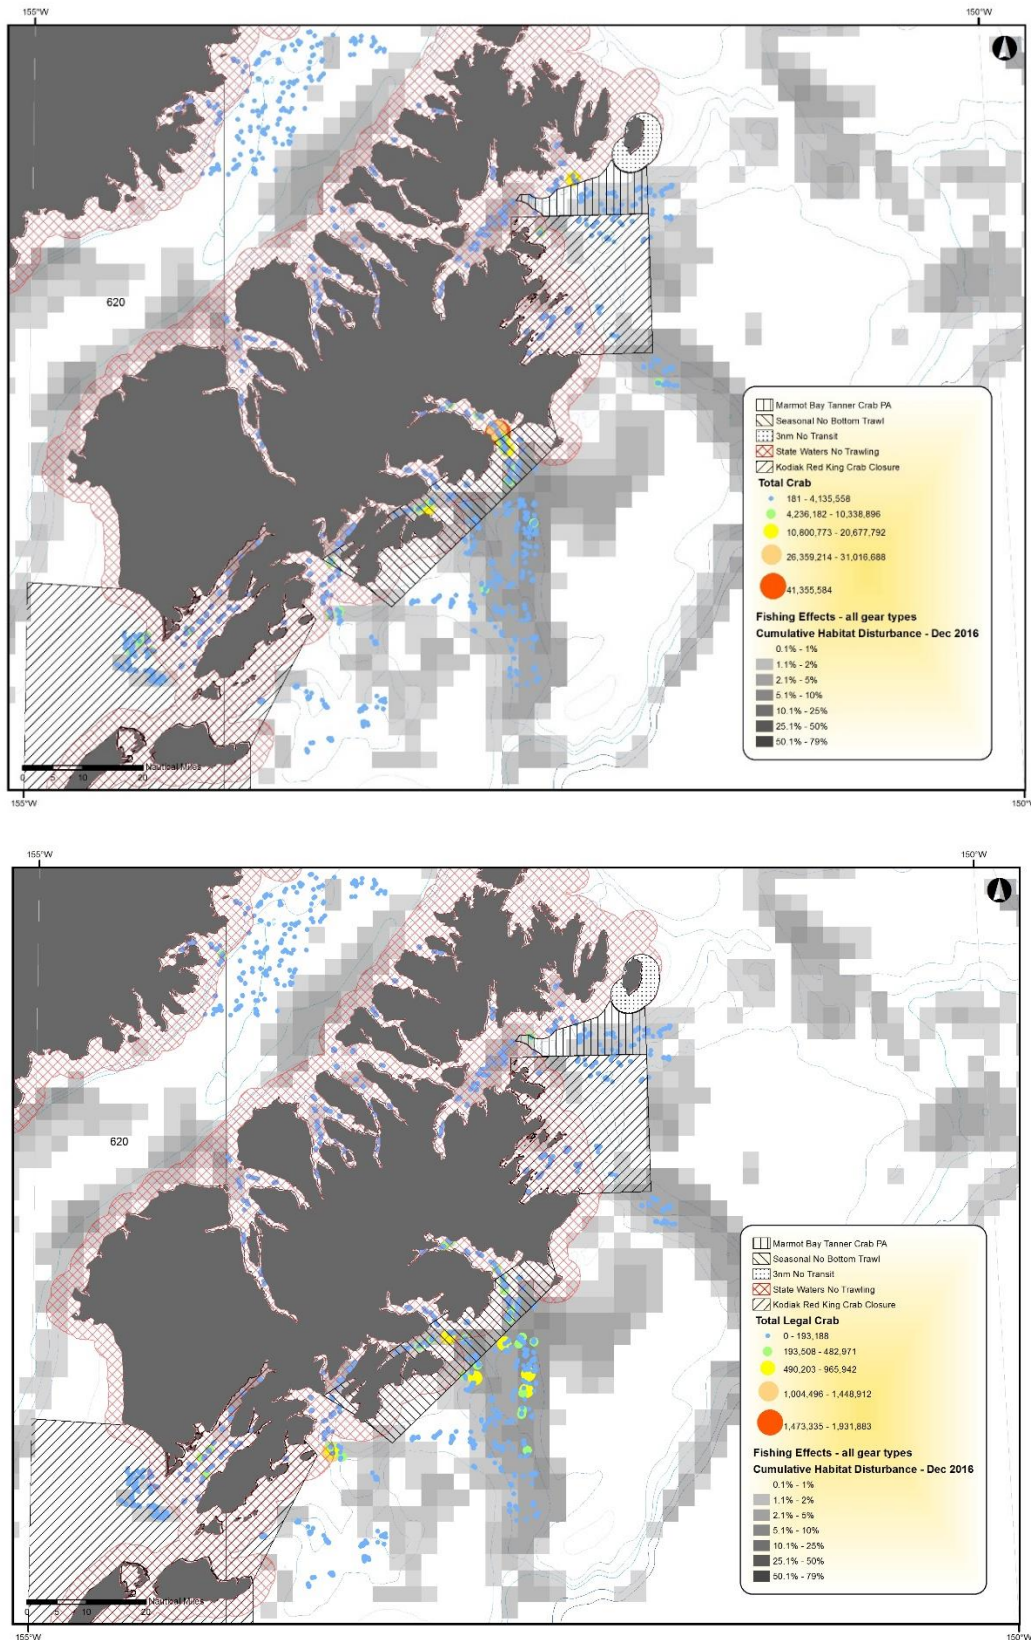 155°W
150°W
620
Marmot Bay Tanner Crab PA
Seasonal No Bottom Trawl
3nm No Transit
State Waters No Trawling
Kodiak Red King Crab Closure
Total Crab
181 - 4,135,558
4,236,182 - 10,338,896
10,800,773 - 20,677,792
26,359,214 - 31,016,688
41,355,584
Fishing Effects - all gear types
Cumulative Habitat Disturbance - Dec 2016
0.1% - 1%
1.1% - 2%
2.1% - 5%
5.1% - 10%
10.1% - 25%
25.1% - 50%
50.1% - 79%
Nautical Miles
0 5 10 20
155°W
150°W
155°W
150°W
620
Marmot Bay Tanner Crab PA
Seasonal No Bottom Trawl
3nm No Transit
State Waters No Trawling
Kodiak Red King Crab Closure
Total Legal Crab
0 - 193,188
193,508 - 482,971
490,203 - 965,942
1,004,496 - 1,448,912
1,473,335 - 1,931,883
Fishing Effects - all gear types
Cumulative Habitat Disturbance - Dec 2016
0.1% - 1%
1.1% - 2%
2.1% - 5%
5.1% - 10%
10.1% - 25%
25.1% - 50%
50.1% - 79%
Nautical Miles
0 5 10 20
155°W
150°W